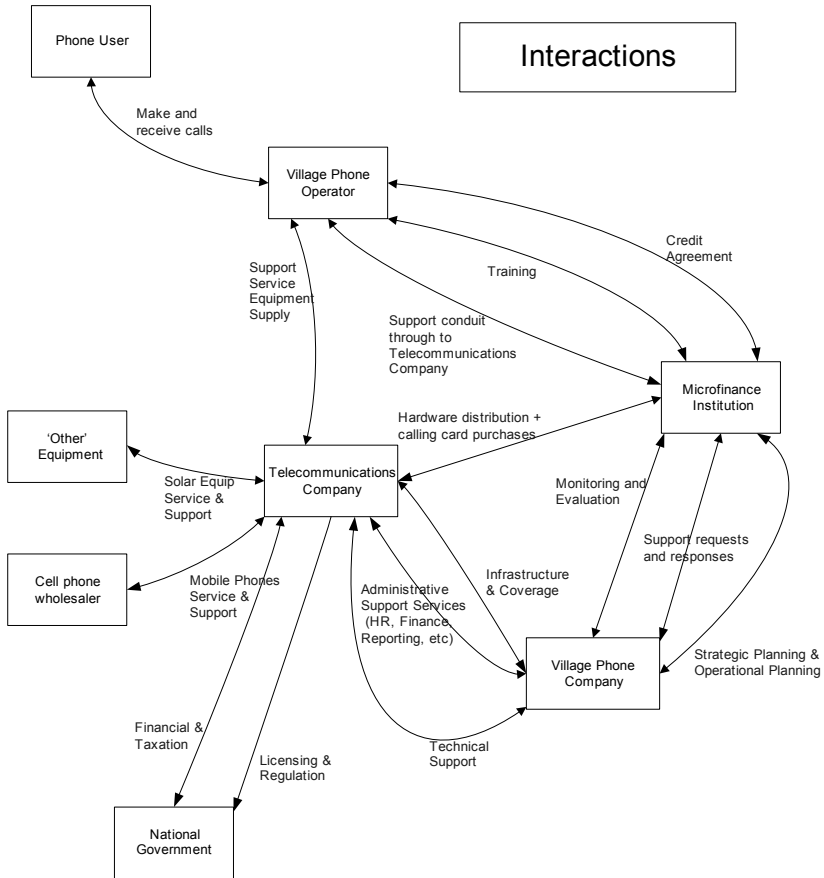 Phone User
Interactions
Make and
receive calls
Village Phone
Operator
Credit
Agreement
Training
Support
Service
Equipment
Supply
Support conduit
through to
Telecommunications
Company
Microfinance
Institution
Hardware distribution +
calling card purchases
'Other'
Equipment
Telecommunications
Company
Solar Equip
Service &
Support
Monitoring and
Evaluation
Support requests
and responses
Cell phone
wholesaler
Mobile Phones
Service &
Support
Administrative
Support Services
(HR, Finance,
Reporting, etc)
Infrastructure
& Coverage
Village Phone
Company
Strategic Planning &
Operational Planning
Financial &
Taxation
Licensing &
Regulation
Technical
Support
National
Government